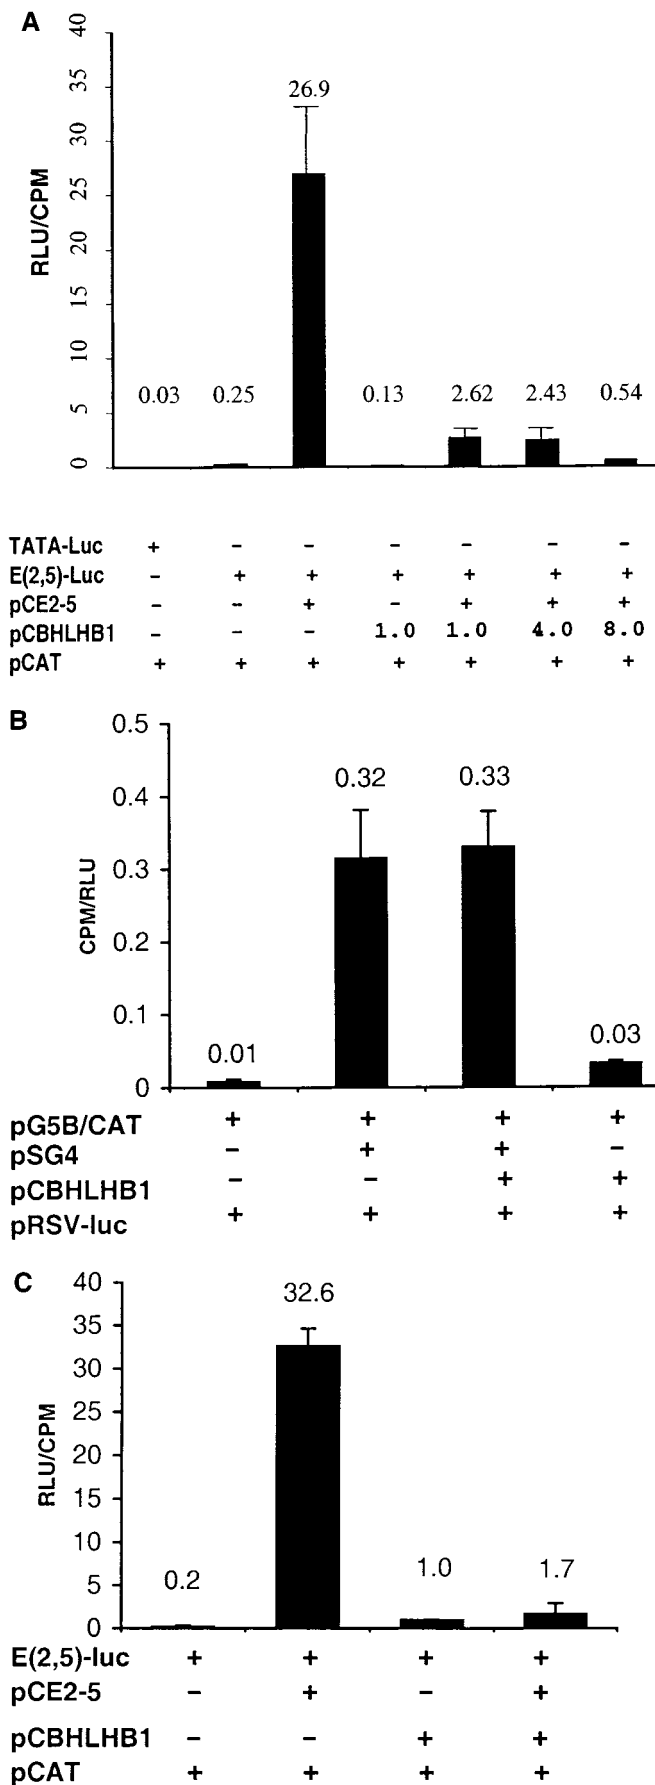 A
40
35
30
25
20
15
10
5
0
RLU/CPM
26.9
0.03 0.25 0.13 2.62 2.43 0.54
TATA-Luc + – – – – – –
E(2,5)-Luc – + + + + + +
pCE2-5 – -- + – + + +
pCBHLHB1 – – – 1.0 1.0 4.0 8.0
pCAT + + + + + + +
B
0.5
0.4
0.3
0.2
0.1
0
CPM/RLU
0.01 0.32 0.33 0.03
pG5B/CAT + + + +
pSG4 – + + –
pCBHLHB1 – – + +
pRSV-luc + + + +
C
40
35
30
25
20
15
10
5
0
RLU/CPM
0.2 32.6 1.0 1.7
E(2,5)-luc + + + +
pCE2-5 – + – +
pCBHLHB1 – – + +
pCAT + + + +